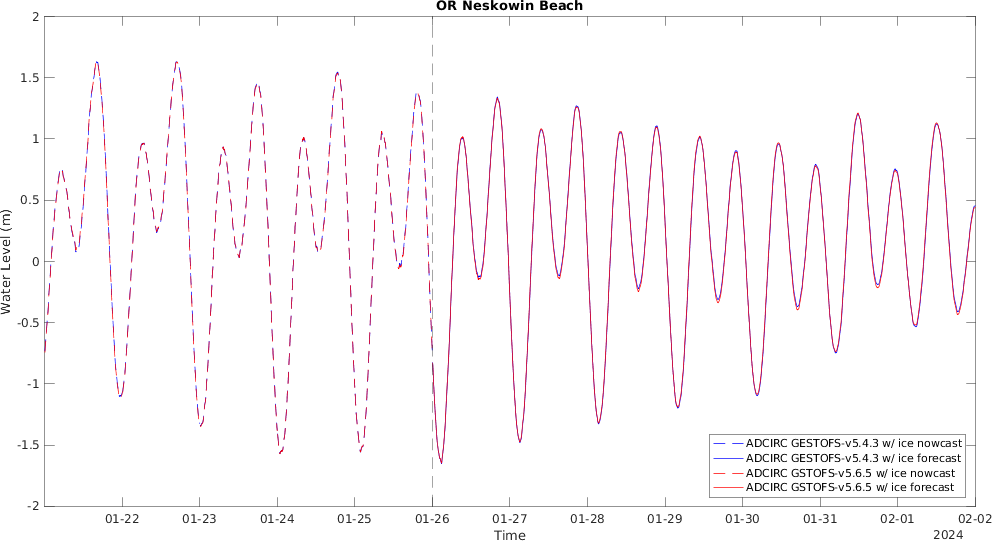 OR Neskowin Beach
2
1.5
1
0.5
0
-0.5
-1
-1.5
-2
Water Level (m)
ADCIRC GESTOFS-v5.4.3 w/ ice nowcast
ADCIRC GESTOFS-v5.4.3 w/ ice forecast
ADCIRC GSTOFS-v5.6.5 w/ ice nowcast
ADCIRC GSTOFS-v5.6.5 w/ ice forecast
01-22 01-23 01-24 01-25 01-26 01-27 01-28 01-29 01-30 01-31 02-01 02-02
Time
2024